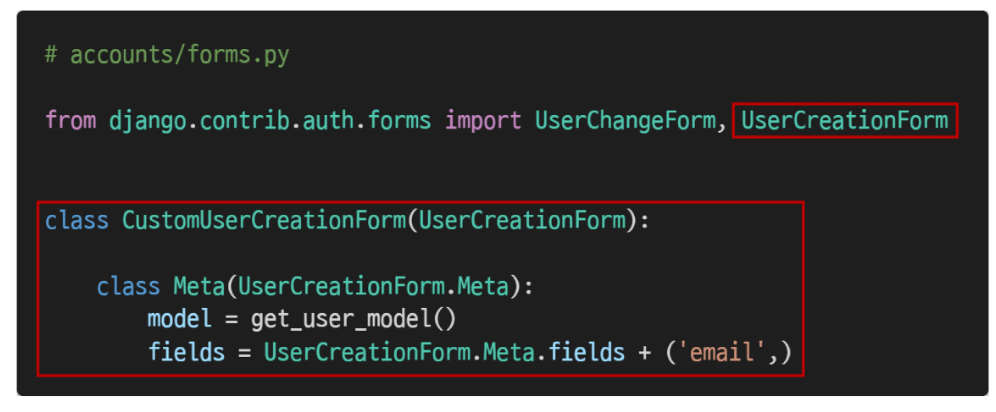 # accounts/forms.py
from django.contrib.auth.forms import UserChangeForm, UserCreationForm
class CustomUserCreationForm(UserCreationForm):
class Meta(UserCreationForm.Meta):
model = get_user_model()
fields = UserCreationForm.Meta.fields + ('email',)